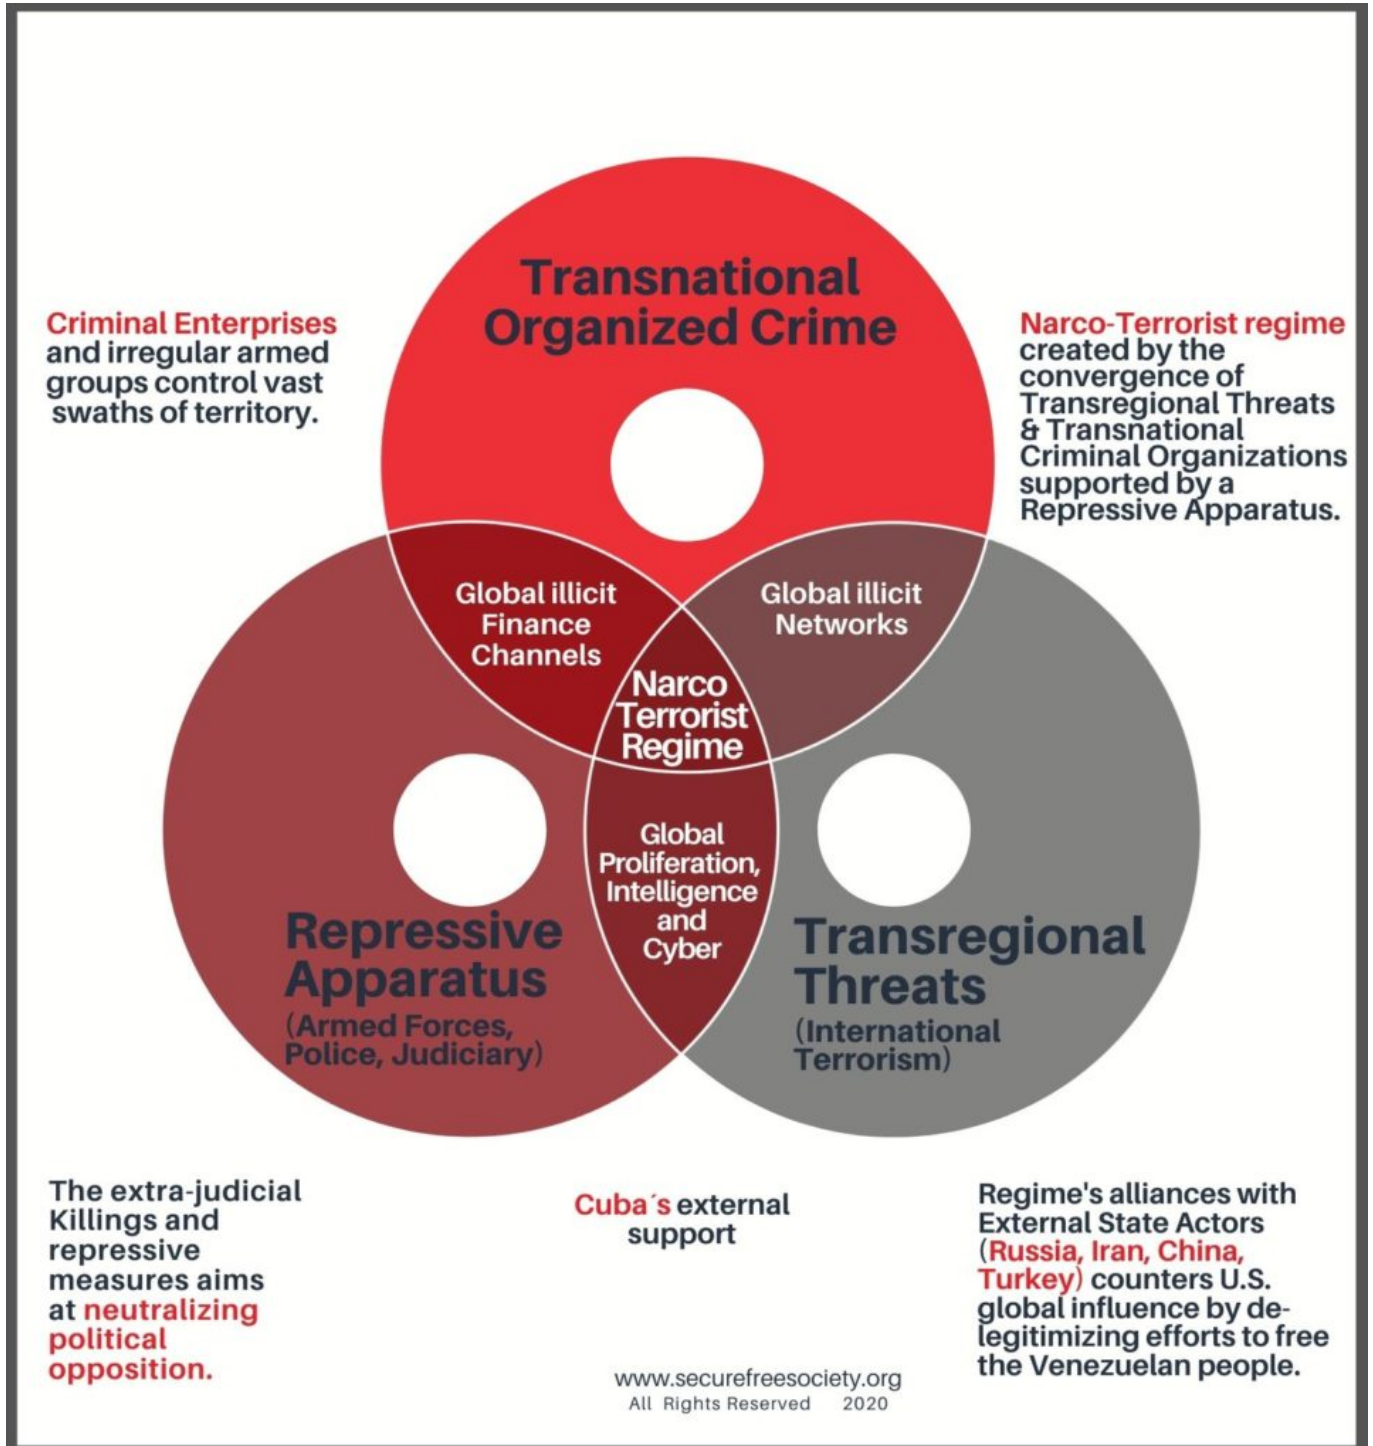 Transnational
Organized Crime
Criminal Enterprises
and irregular armed
groups control vast
swaths of territory.
Narco-Terrorist regime
created by the
convergence of
Transregional Threats
& Transnational
Criminal Organizations
supported by a
Repressive Apparatus.
Global illicit
Finance
Channels
Global illicit
Networks
Narco
Terrorist
Regime
Global
Proliferation,
Intelligence
and
Cyber
Repressive
Apparatus
(Armed Forces,
Police, Judiciary)
Transregional
Threats
(International
Terrorism)
The extra-judicial
Killings and
repressive
measures aims
at neutralizing
political
opposition.
Cuba´s external
support
Regime's alliances with
External State Actors
(Russia, Iran, China,
Turkey) counters U.S.
global influence by de-
legitimizing efforts to free
the Venezuelan people.
www.securefreesociety.org
All Rights Reserved 2020